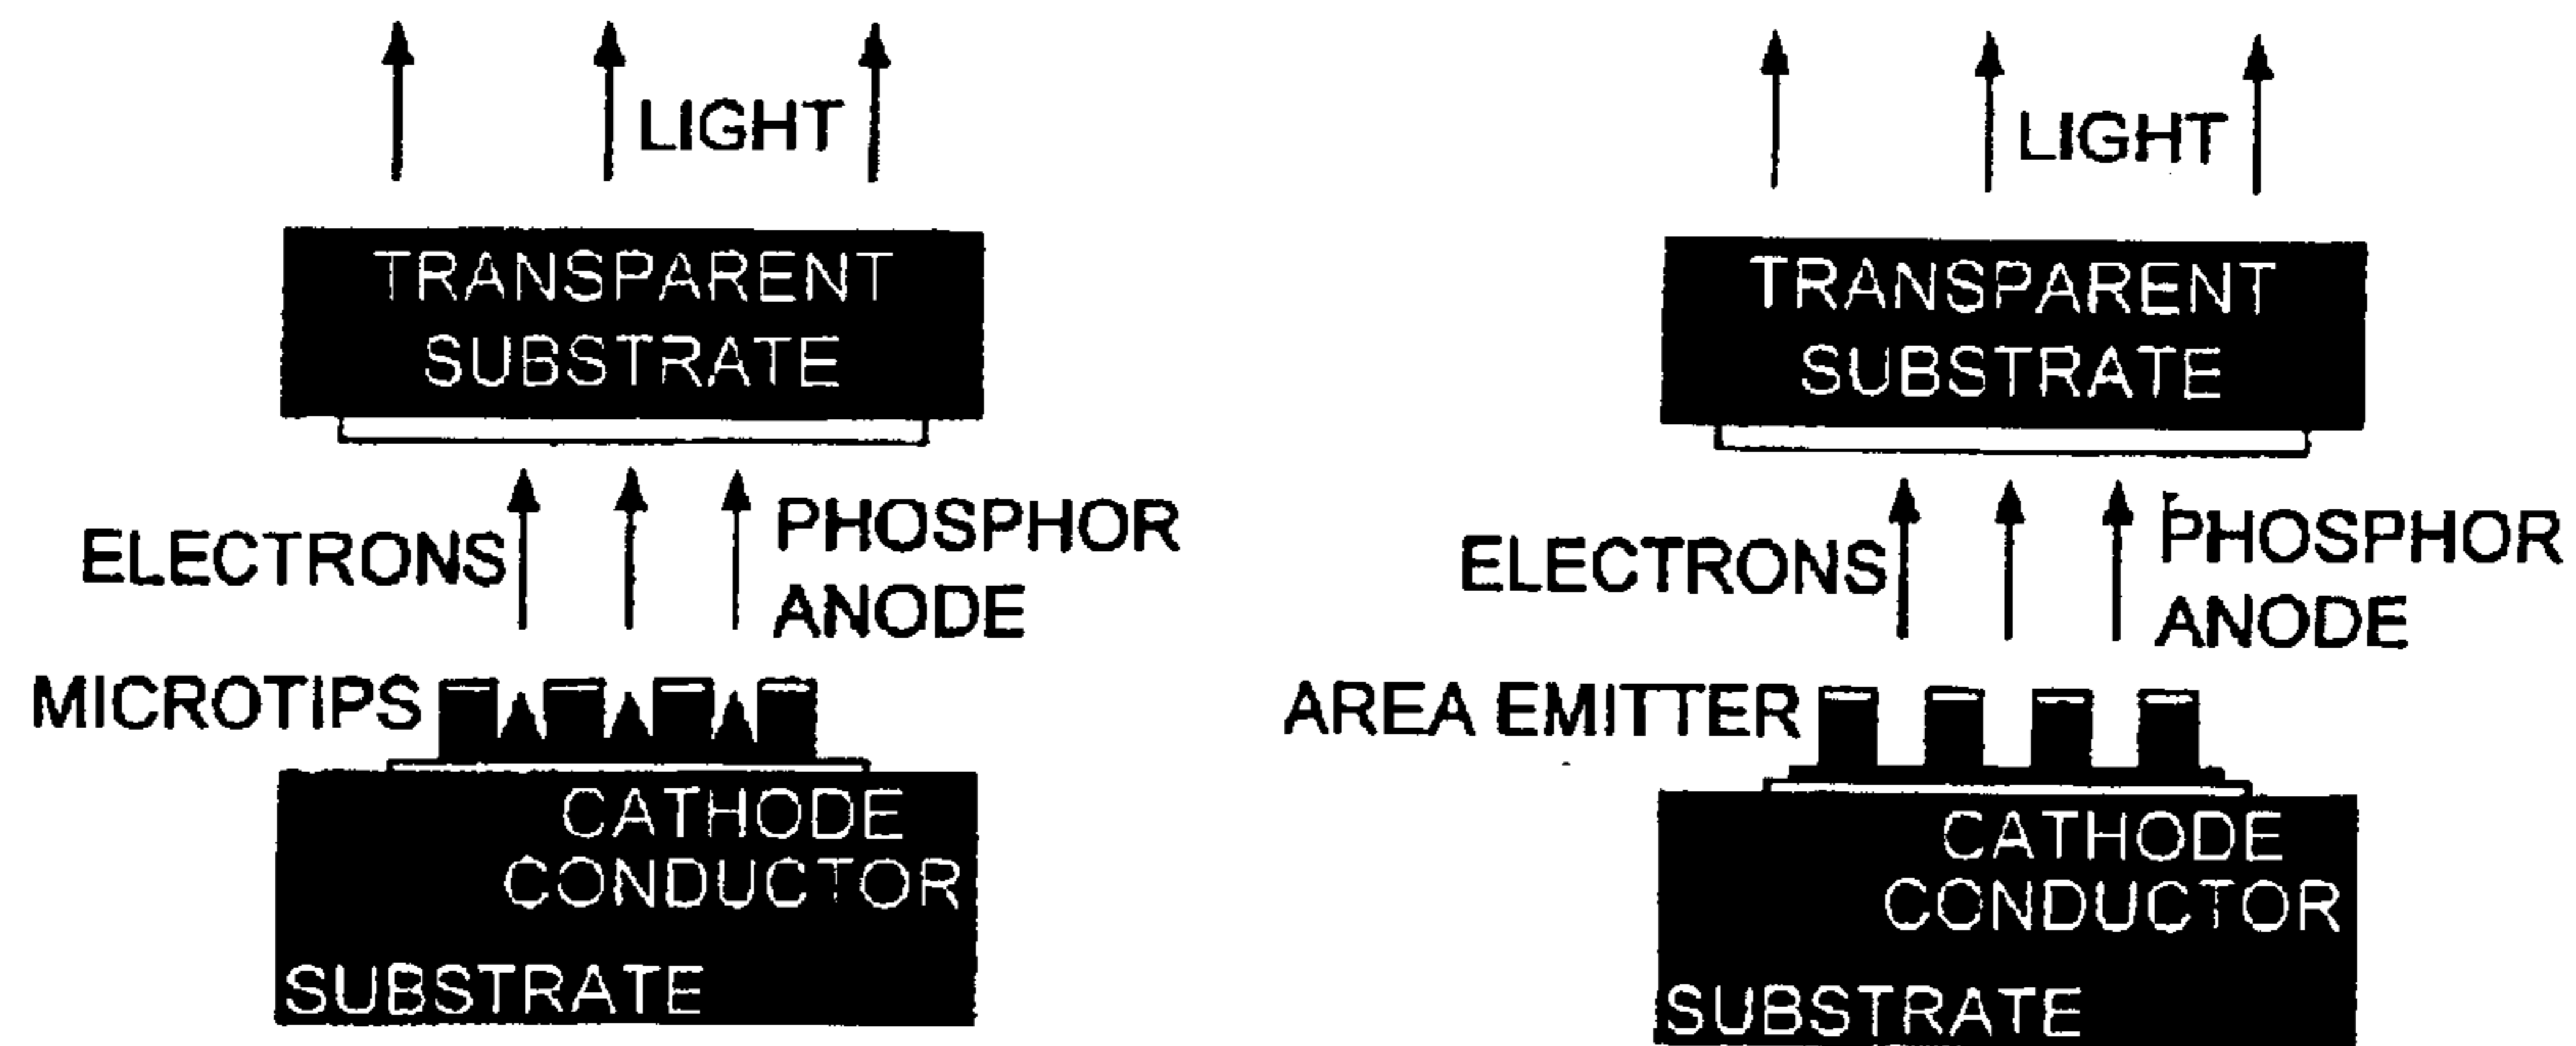 LIGHT
TRANSPARENT
SUBSTRATE
ELECTRONS
PHOSPHOR
ANODE
MICROTIPS
CATHODE
CONDUCTOR
SUBSTRATE
LIGHT
TRANSPARENT
SUBSTRATE
ELECTRONS
PHOSPHOR
ANODE
AREA EMITTER
CATHODE
CONDUCTOR
SUBSTRATE